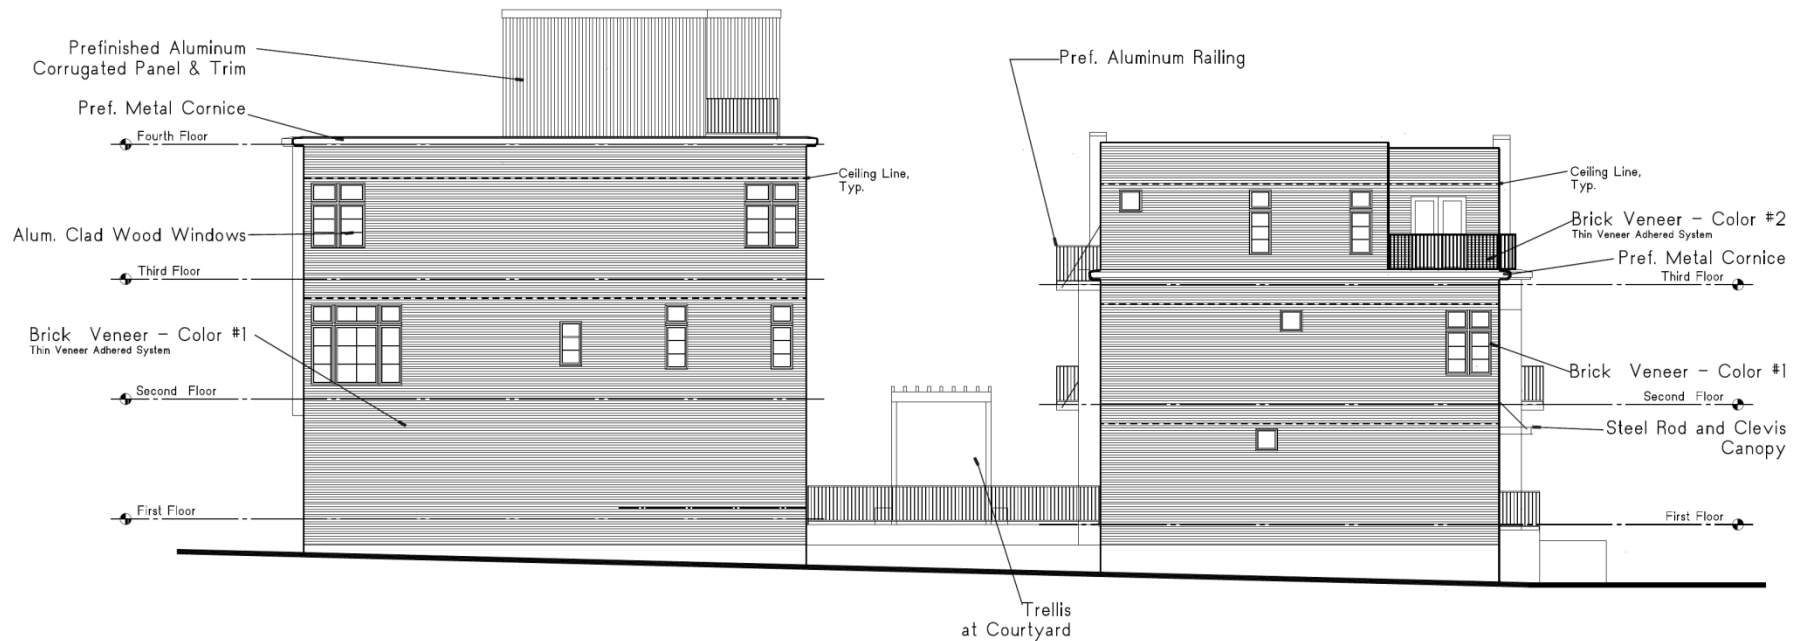 Prefinished Aluminum
Corrugated Panel & Trim
Pref. Metal Cornice
Fourth Floor
Ceiling Line,
Typ.
Alum. Clad Wood Windows
Third Floor
Brick Veneer - Color #1
Thin Veneer Adhered System
Second Floor
First Floor
Trellis
at Courtyard
Pref. Aluminum Railing
Ceiling Line,
Typ.
Brick Veneer - Color #2
Thin Veneer Adhered System
Pref. Metal Cornice
Third Floor
Brick Veneer - Color #1
Second Floor
Steel Rod and Clevis
Canopy
First Floor